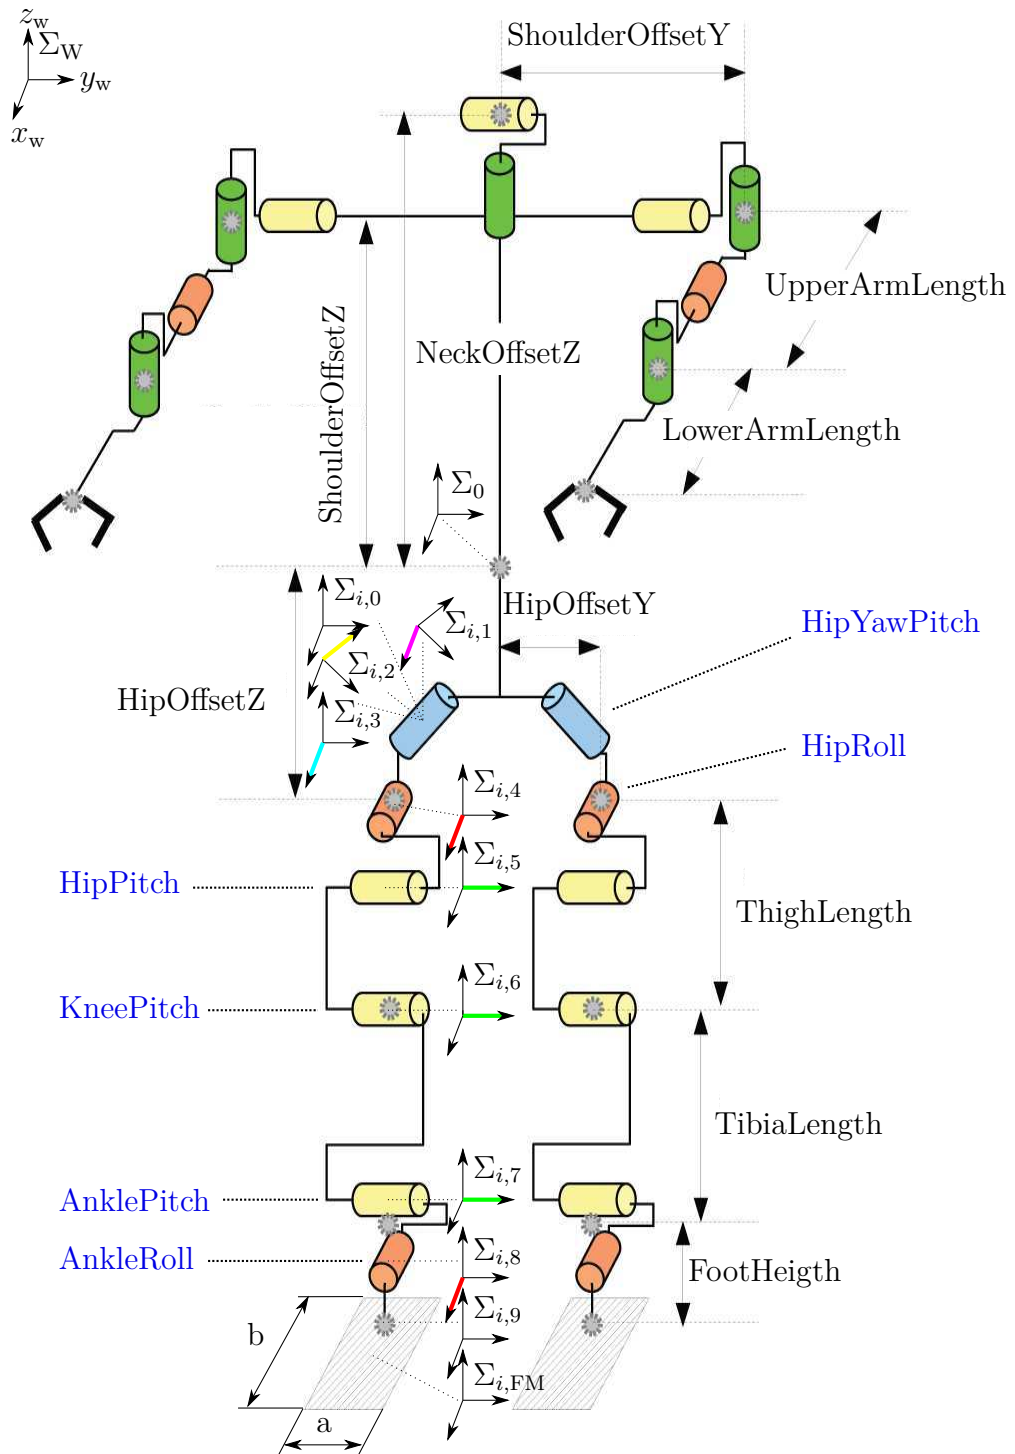 z_w
Σ_W
y_w
x_w
ShoulderOffsetY
UpperArmLength
NeckOffsetZ
ShoulderOffsetZ
LowerArmLength
Σ_0
Σ_{i,0}
HipOffsetY
Σ_{i,1}
HipYawPitch
Σ_{i,2}
HipOffsetZ
Σ_{i,3}
HipRoll
Σ_{i,4}
Σ_{i,5}
HipPitch
ThighLength
Σ_{i,6}
KneePitch
TibiaLength
Σ_{i,7}
AnklePitch
Σ_{i,8}
AnkleRoll
FootHeigth
Σ_{i,9}
b
Σ_{i,FM}
a